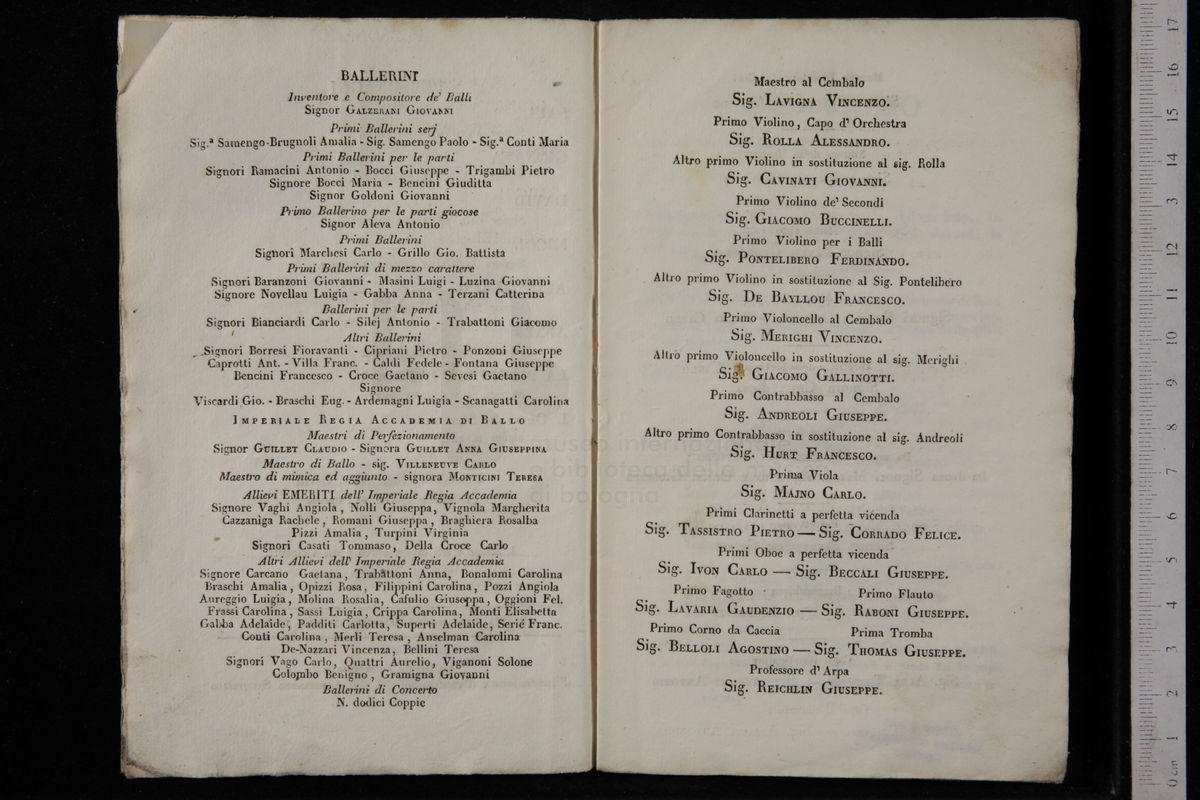 BALLERINI
Inventore e Compositore de' Balli
Signor GALZERANI GIOVANNI
Primi Ballerini serj
Sig.ª Samengo-Brugnoli Amalia - Sig. Samengo Paolo - Sig.ª Conti Maria
Primi Ballerini per le parti
Signori Ramacini Antonio - Bocci Giuseppe - Trigambi Pietro
Signore Bocci Maria - Bencini Giuditta
Signor Goldoni Giovanni
Primo Ballerino per le parti giocose
Signor Aleva Antonio
Primi Ballerini
Signori Marchesi Carlo - Grillo Gio. Battista
Primi Ballerini di mezzo carattere
Signori Baranzoni Giovanni - Masini Luigi - Luzina Giovanni
Signore Novellau Luigia - Gabba Anna - Terzani Catterina
Ballerini per le parti
Signori Bianciardi Carlo - Silej Antonio - Trabattoni Giacomo
Altri Ballerini
Signori Borresi Fioravanti - Cipriani Pietro - Ponzoni Giuseppe
Caprotti Ant. - Villa Franc. - Caldi Fedele - Fontana Giuseppe
Bencini Francesco - Croce Gaetano - Sevesi Gaetano
Signore
Viscardi Gio. - Braschi Eug. - Ardemagni Luigia - Scanagatti Carolina
IMPERIALE REGIA ACCADEMIA DI BALLO
Maestri di Perfezionamento
Signor GUILLET CLAUDIO - Signora GUILLET ANNA GIUSEPPINA
Maestro di Ballo - sig. VILLENEUVE CARLO
Maestro di mimica ed aggiunto - signora MONTICINI TERESA
Allievi EMERITI dell' Imperiale Regia Accademia
Signore Vaghi Angiola, Nolli Giuseppa, Vignola Margherita
Cazzaniga Rachele, Romani Giuseppa, Braghiera Rosalba
Pizzi Amalia, Turpini Virginia
Signori Casati Tommaso, Della Croce Carlo
Altri Allievi dell' Imperiale Regia Accademia
Signore Carcano Gaetana, Trabattoni Anna, Bonalumi Carolina
Braschi Amalia, Opizzi Rosa, Filippini Carolina, Pozzi Angiola
Aureggio Luigia, Molina Rosalia, Cafulio Giuseppa, Oggioni Fel.
Frassi Carolina, Sassi Luigia, Crippa Carolina, Monti Elisabetta
Gabba Adelaide, Padditi Carlotta, Superti Adelaide, Serié Franc.
Conti Carolina, Merli Teresa, Anselman Carolina
De-Nazzari Vincenza, Bellini Teresa
Signori Vago Carlo, Quattri Aurelio, Viganoni Solone
Colombo Benigno, Gramigna Giovanni
Ballerini di Concerto
N. dodici Coppie
Maestro al Cembalo
Sig. LAVIGNA VINCENZO.
Primo Violino, Capo d' Orchestra
Sig. ROLLA ALESSANDRO.
Altro primo Violino in sostituzione al sig. Rolla
Sig. CAVINATI GIOVANNI.
Primo Violino de' Secondi
Sig. GIACOMO BUCCINELLI.
Primo Violino per i Balli
Sig. PONTELIBERO FERDINANDO.
Altro primo Violino in sostituzione al Sig. Pontelibero
Sig. DE BAYLLOU FRANCESCO.
Primo Violoncello al Cembalo
Sig. MERIGHI VINCENZO.
Altro primo Violoncello in sostituzione al sig. Merighi
Sig. GIACOMO GALLINOTTI.
Primo Contrabbasso al Cembalo
Sig. ANDREOLI GIUSEPPE.
Altro primo Contrabbasso in sostituzione al sig. Andreoli
Sig. HURT FRANCESCO.
Prima Viola
Sig. MAJNO CARLO.
Primi Clarinetti a perfetta vicenda
Sig. TASSISTRO PIETRO — Sig. CORRADO FELICE.
Primi Oboe a perfetta vicenda
Sig. IVON CARLO — Sig. BECCALI GIUSEPPE.
Primo Fagotto Primo Flauto
Sig. LAVARIA GAUDENZIO — Sig. RABONI GIUSEPPE.
Primo Corno da Caccia Prima Tromba
Sig. BELLOLI AGOSTINO — Sig. THOMAS GIUSEPPE.
Professore d' Arpa
Sig. REICHLIN GIUSEPPE.